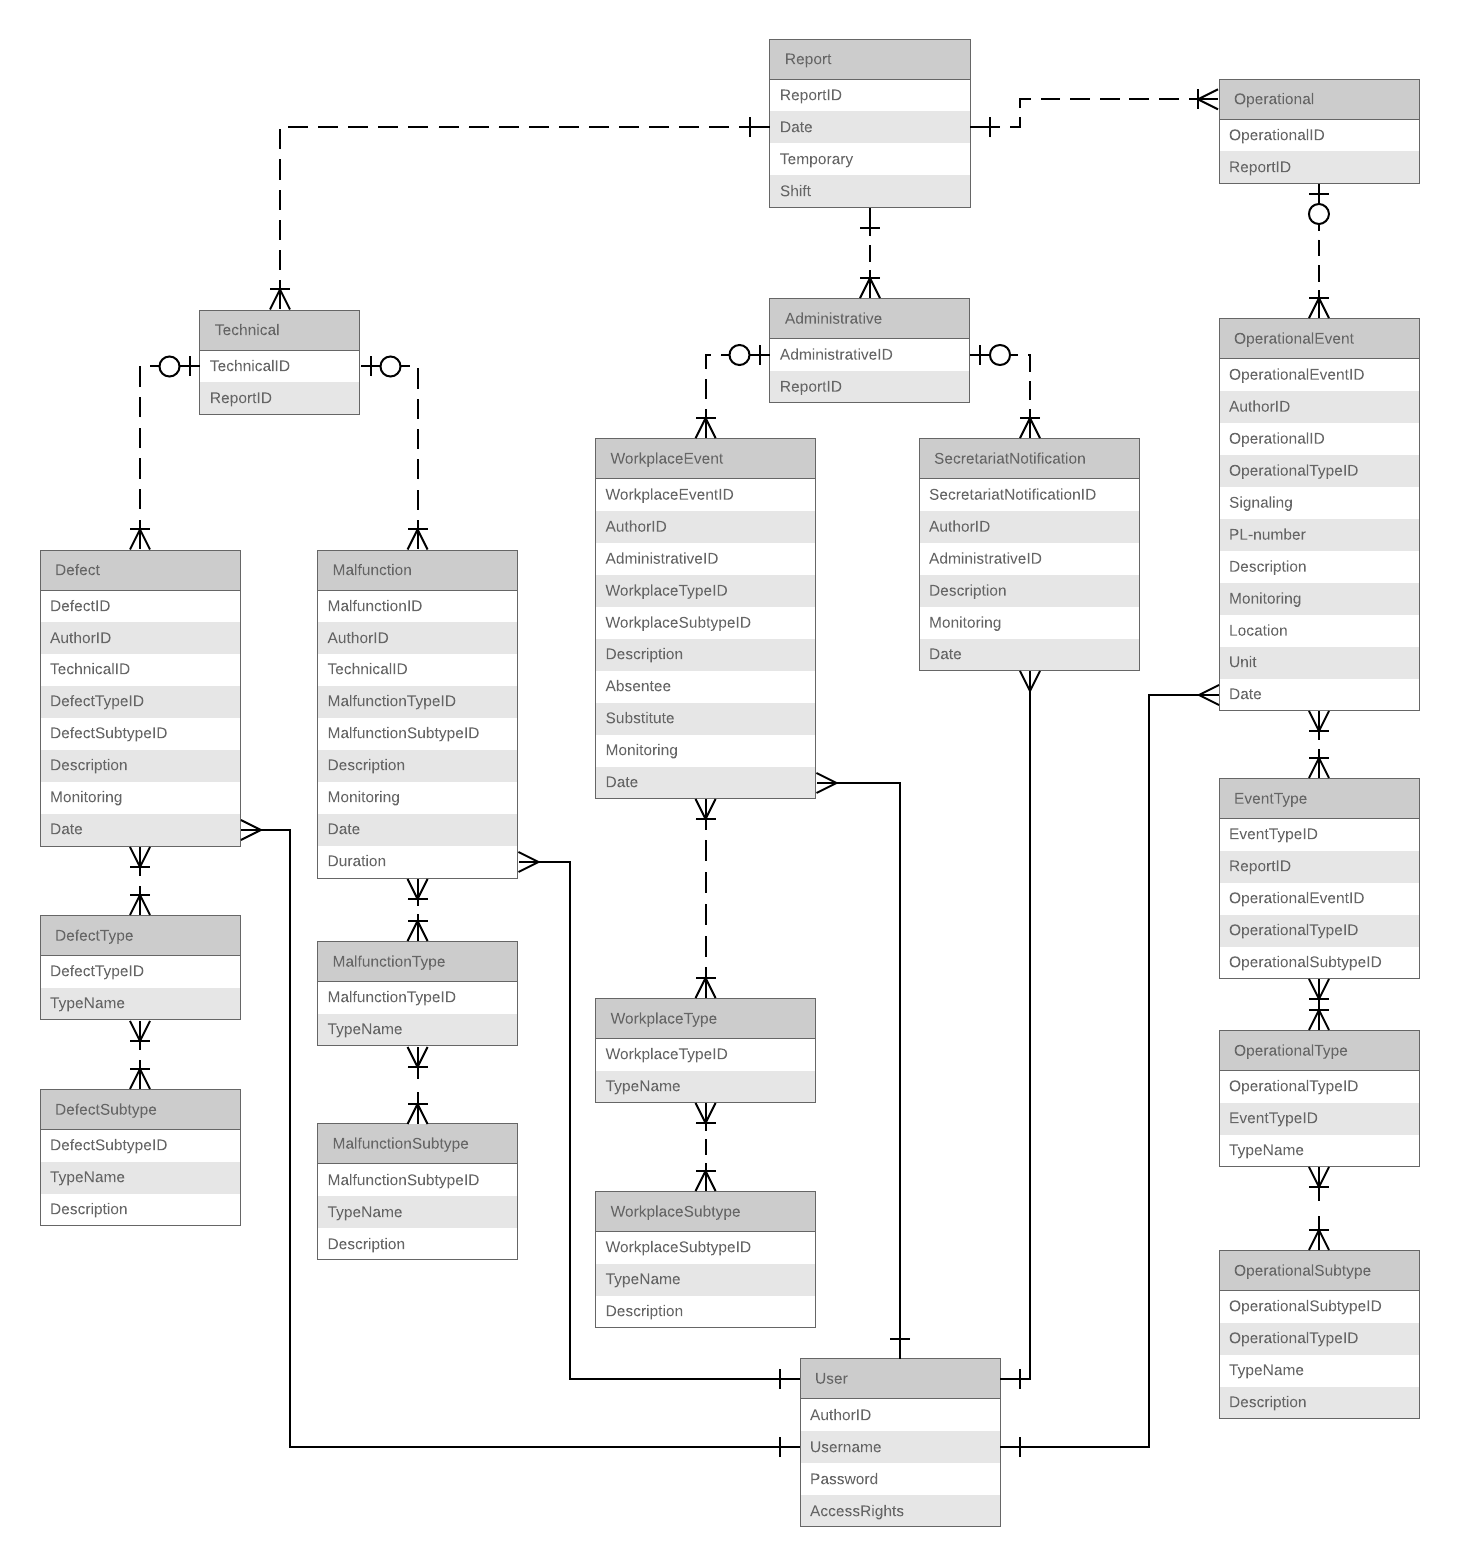 Report
ReportID
Date
Temporary
Shift
Operational
OperationalID
ReportID
Technical
TechnicalID
ReportID
Administrative
AdministrativeID
ReportID
OperationalEvent
OperationalEventID
AuthorID
OperationalID
OperationalTypeID
Signaling
PL-number
Description
Monitoring
Location
Unit
Date
Defect
DefectID
AuthorID
TechnicalID
DefectTypeID
DefectSubtypeID
Description
Monitoring
Date
Malfunction
MalfunctionID
AuthorID
TechnicalID
MalfunctionTypeID
MalfunctionSubtypeID
Description
Monitoring
Date
Duration
WorkplaceEvent
WorkplaceEventID
AuthorID
AdministrativeID
WorkplaceTypeID
WorkplaceSubtypeID
Description
Absentee
Substitute
Monitoring
Date
SecretariatNotification
SecretariatNotificationID
AuthorID
AdministrativeID
Description
Monitoring
Date
EventType
EventTypeID
ReportID
OperationalEventID
OperationalTypeID
OperationalSubtypeID
DefectType
DefectTypeID
TypeName
MalfunctionType
MalfunctionTypeID
TypeName
WorkplaceType
WorkplaceTypeID
TypeName
OperationalType
OperationalTypeID
EventTypeID
TypeName
DefectSubtype
DefectSubtypeID
TypeName
Description
MalfunctionSubtype
MalfunctionSubtypeID
TypeName
Description
WorkplaceSubtype
WorkplaceSubtypeID
TypeName
Description
OperationalSubtype
OperationalSubtypeID
OperationalTypeID
TypeName
Description
User
AuthorID
Username
Password
AccessRights